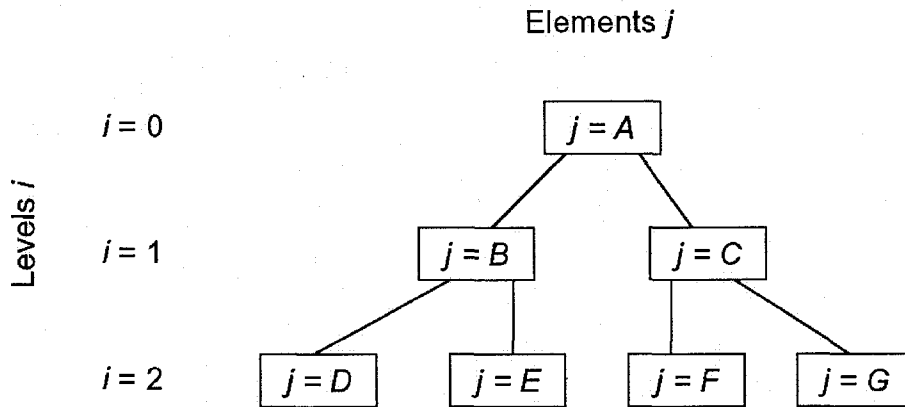 Elements j
Levels i
i = 0
j = A
i = 1
j = B
j = C
i = 2
j = D
j = E
j = F
j = G